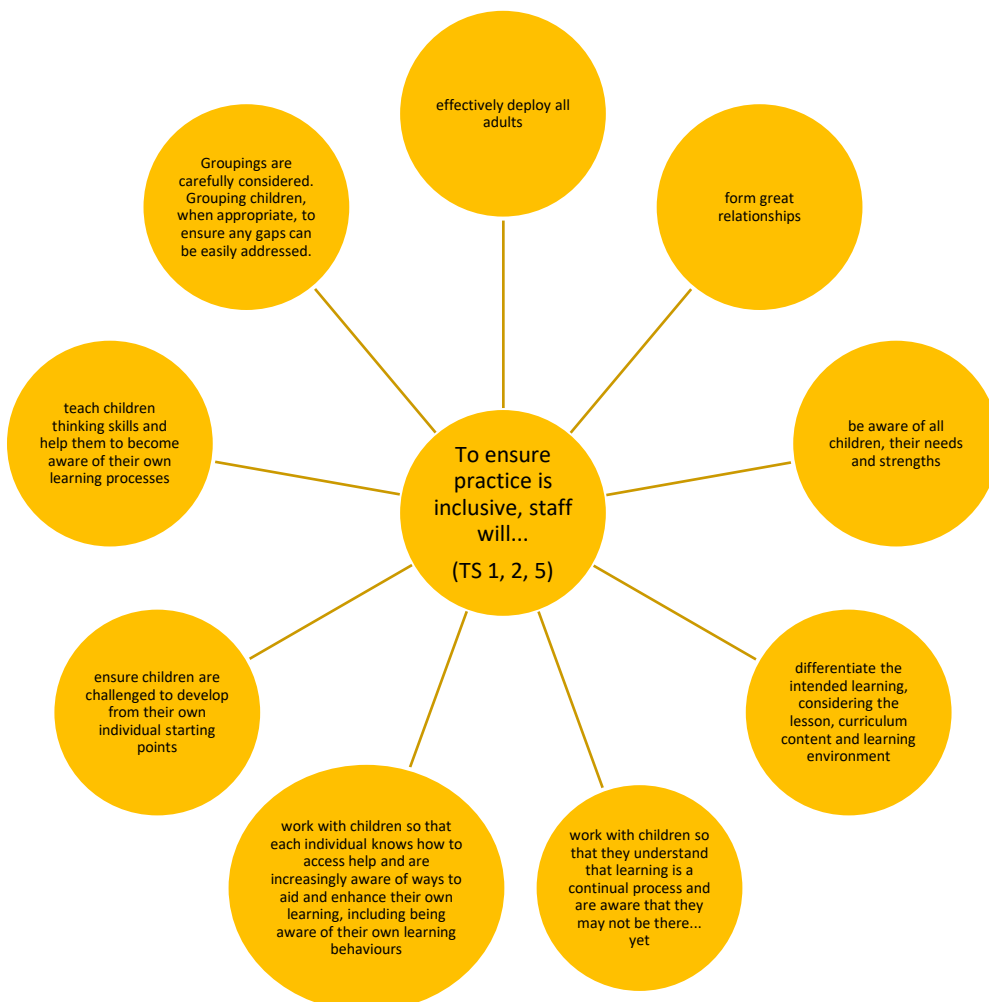 effectively deploy all
adults
form great
relationships
be aware of all
children, their needs
and strengths
differentiate the
intended learning,
considering the
lesson, curriculum
content and learning
environment
work with children so
that they understand
that learning is a
continual process and
are aware that they
may not be there...
yet
work with children so that
each individual knows how to
access help and are
increasingly aware of ways to
aid and enhance their own
learning, including being
aware of their own learning
behaviours
ensure children are
challenged to develop
from their own
individual starting
points
teach children
thinking skills and
help them to become
aware of their own
learning processes
Groupings are
carefully considered.
Grouping children,
when appropriate, to
ensure any gaps can
be easily addressed.
To ensure
practice is
inclusive, staff
will...
(TS 1, 2, 5)